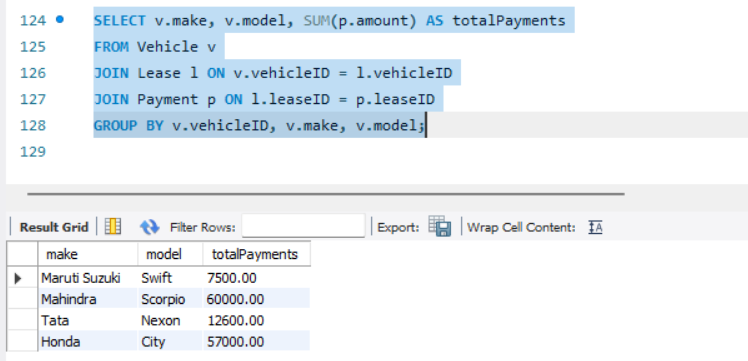 124 SELECT v.make, v.model, SUM(p.amount) AS totalPayments
125 FROM Vehicle v
126 JOIN Lease l ON v.vehicleID = l.vehicleID
127 JOIN Payment p ON l.leaseID = p.leaseID
128 GROUP BY v.vehicleID, v.make, v.model;
129
Result Grid Filter Rows: Export: Wrap Cell Content: IA
make model totalPayments
Maruti Suzuki Swift 7500.00
Mahindra Scorpio 60000.00
Tata Nexon 12600.00
Honda City 57000.00